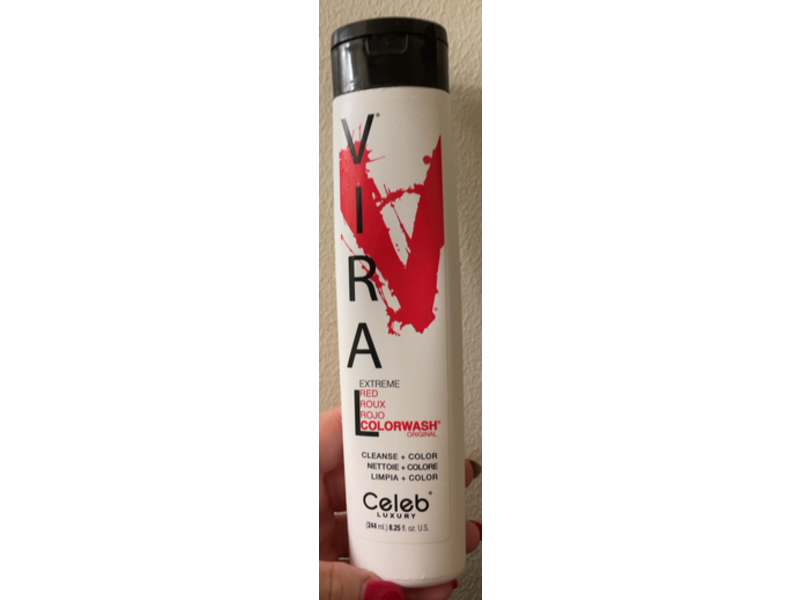 VIRAL®
EXTREME
RED
ROUX
ROJO
COLORWASH®
ORIGINAL
CLEANSE + COLOR
NETTOIE + COLORE
LIMPIA + COLOR
Celeb®
LUXURY
(244 ml.) 8.25 fl. oz. U.S.